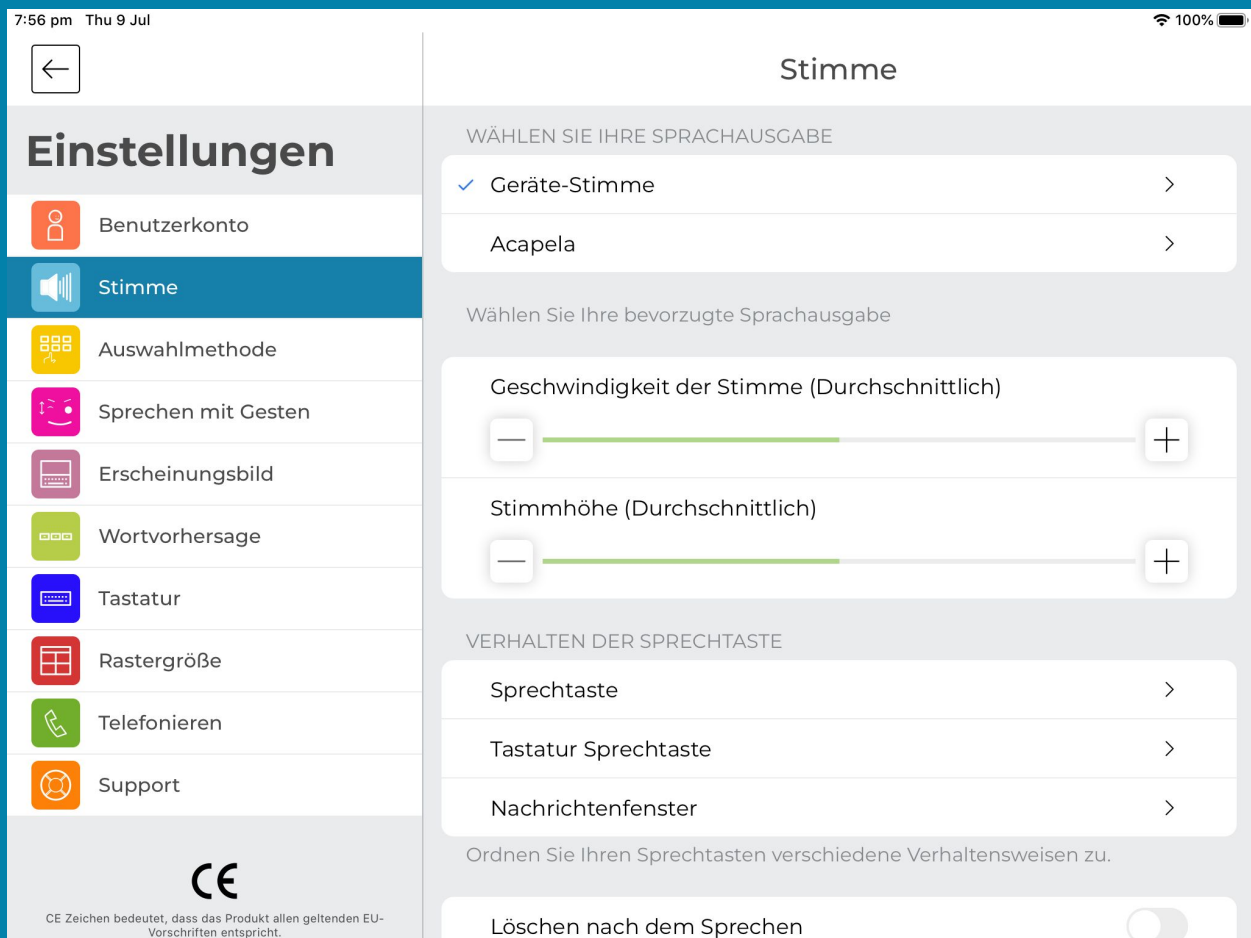 7:56 pm Thu 9 Jul
100%
Einstellungen
Benutzerkonto
Stimme
Auswahlmethode
Sprechen mit Gesten
Erscheinungsbild
Wortvorhersage
Tastatur
Rastergröße
Telefonieren
Support
CE
CE Zeichen bedeutet, dass das Produkt allen geltenden EU-
Vorschriften entspricht.
Stimme
WÄHLEN SIE IHRE SPRACHAUSGABE
Geräte-Stimme
Acapela
Wählen Sie Ihre bevorzugte Sprachausgabe
Geschwindigkeit der Stimme (Durchschnittlich)
Stimmhöhe (Durchschnittlich)
VERHALTEN DER SPRECHTASTE
Sprechtaste
Tastatur Sprechtaste
Nachrichtenfenster
Ordnen Sie Ihren Sprechtasten verschiedene Verhaltensweisen zu.
Löschen nach dem Sprechen